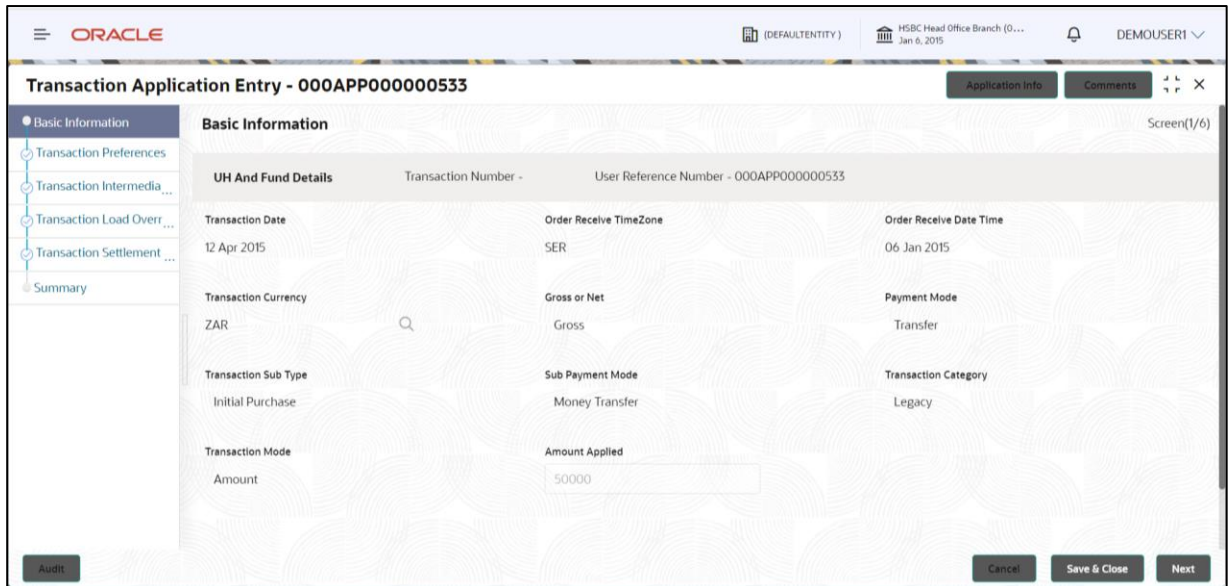 ORACLE
(DEFAULTENTITY)
HSBC Head Office Branch (0...
Jan 6, 2015
DEMOUSER1
Transaction Application Entry - 000APP000000533
Application Info
Comments
Basic Information
Transaction Preferences
Transaction Intermedia...
Transaction Load Overr...
Transaction Settlement ...
Summary
Basic Information
Screen(1/6)
UH And Fund Details Transaction Number - User Reference Number - 000APP000000533
Transaction Date Order Receive TimeZone Order Receive Date Time
12 Apr 2015 SER 06 Jan 2015
Transaction Currency Gross or Net Payment Mode
ZAR Gross Transfer
Transaction Sub Type Sub Payment Mode Transaction Category
Initial Purchase Money Transfer Legacy
Transaction Mode Amount Applied
Amount 50000
Audit Cancel Save & Close Next